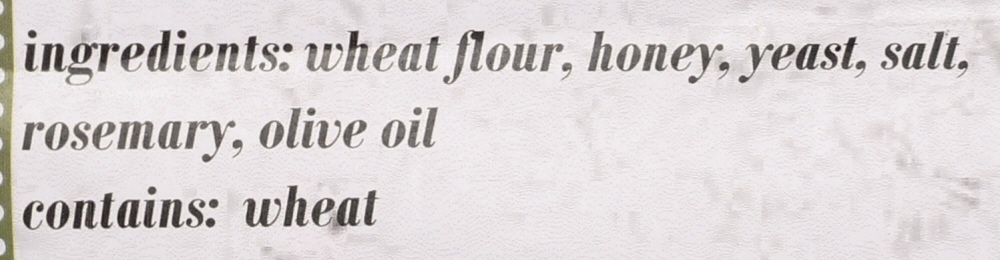 ingredients: wheat flour, honey, yeast, salt,
rosemary, olive oil
contains: wheat